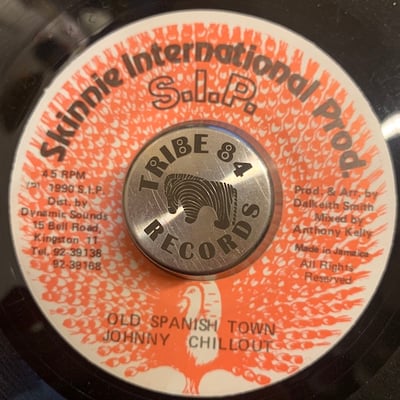 Skinnie International Prod.
S.I.P.
45 RPM
(P) 1990 S.I.P.
Dist. by
Dynamic Sounds
15 Bell Road,
Kingston 11
Tel. 92-39138
92-39168
TRIBE 84
RECORDS
Prod. & Arr. by
Dalkeith Smith
Mixed by
Anthony Kelly
Made in Jamaica
All Rights
Reserved
OLD SPANISH TOWN
JOHNNY CHILLOUT